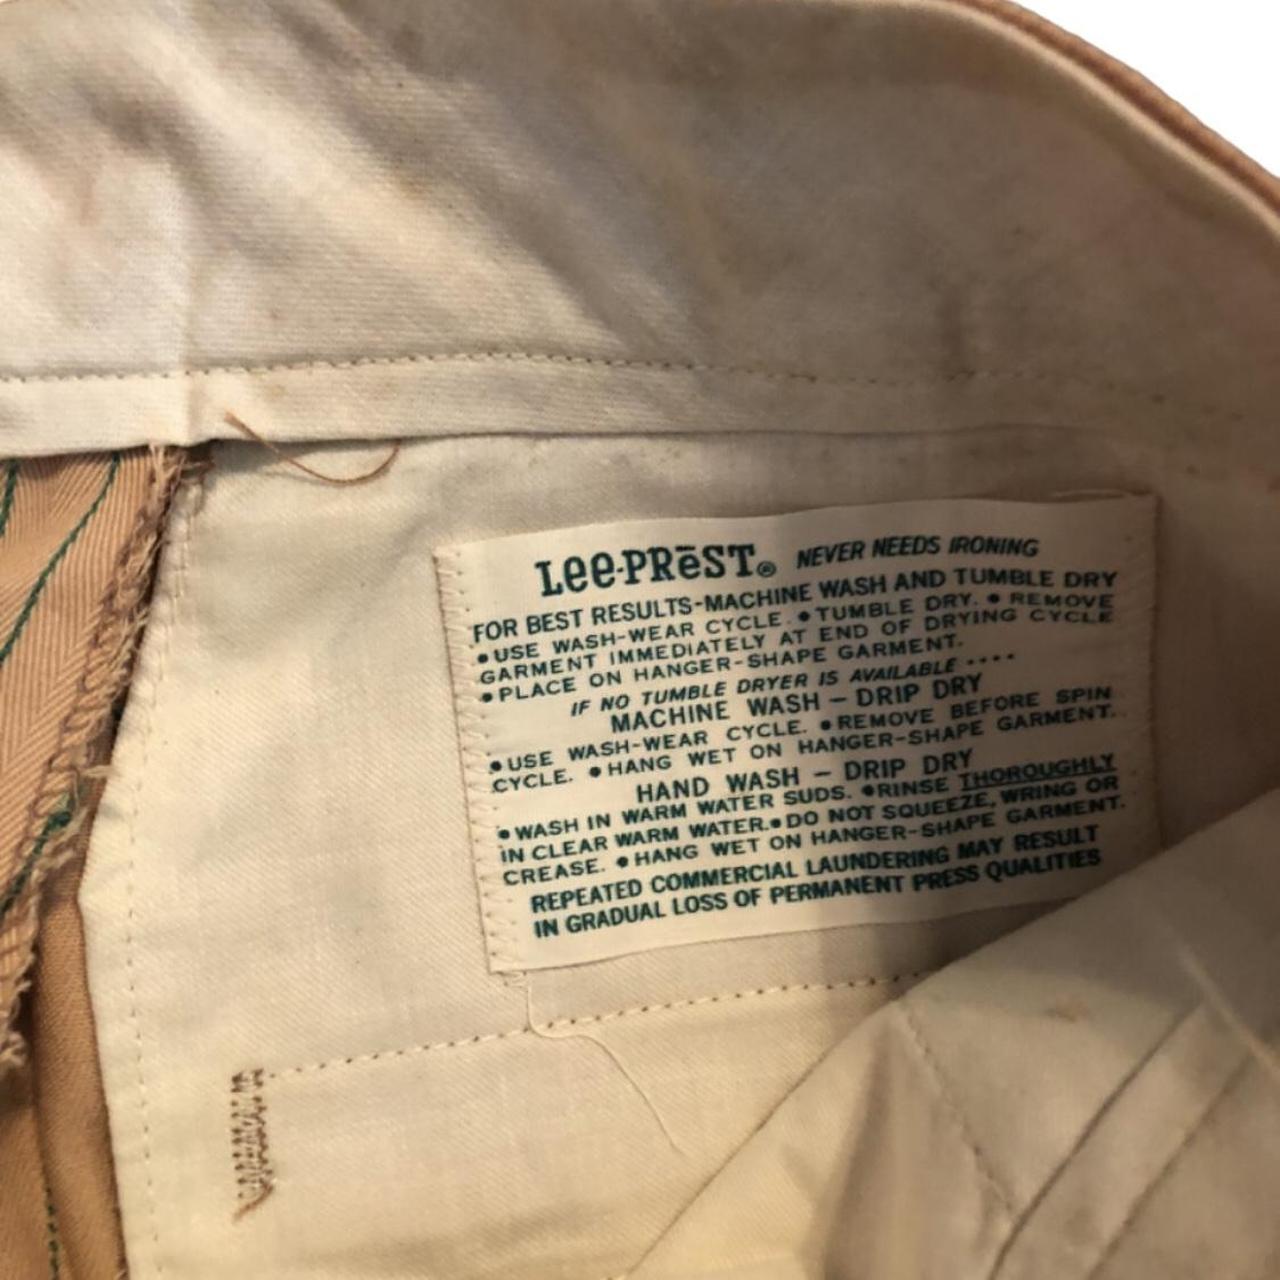 Lee-PRēST® NEVER NEEDS IRONING
FOR BEST RESULTS-MACHINE WASH AND TUMBLE DRY
•USE WASH-WEAR CYCLE. •TUMBLE DRY. • REMOVE
GARMENT IMMEDIATELY AT END OF DRYING CYCLE
•PLACE ON HANGER-SHAPE GARMENT.
IF NO TUMBLE DRYER IS AVAILABLE ····
MACHINE WASH – DRIP DRY
•USE WASH-WEAR CYCLE. •REMOVE BEFORE SPIN
CYCLE. •HANG WET ON HANGER-SHAPE GARMENT.
HAND WASH – DRIP DRY
•WASH IN WARM WATER SUDS. •RINSE THOROUGHLY
IN CLEAR WARM WATER.•DO NOT SQUEEZE, WRING OR
CREASE. •HANG WET ON HANGER-SHAPE GARMENT.
REPEATED COMMERCIAL LAUNDERING MAY RESULT
IN GRADUAL LOSS OF PERMANENT PRESS QUALITIES